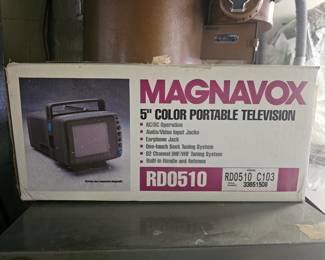 MAGNAVOX
5" COLOR PORTABLE TELEVISION
■ AC/DC Operation
■ Audio/Video Input Jacks
■ Earphone Jack
■ One-touch Seek Tuning System
■ 82 Channel UHF/VHF Tuning System
■ Built-in Handle and Antenna
RD0510
RD0510 C103
33651508